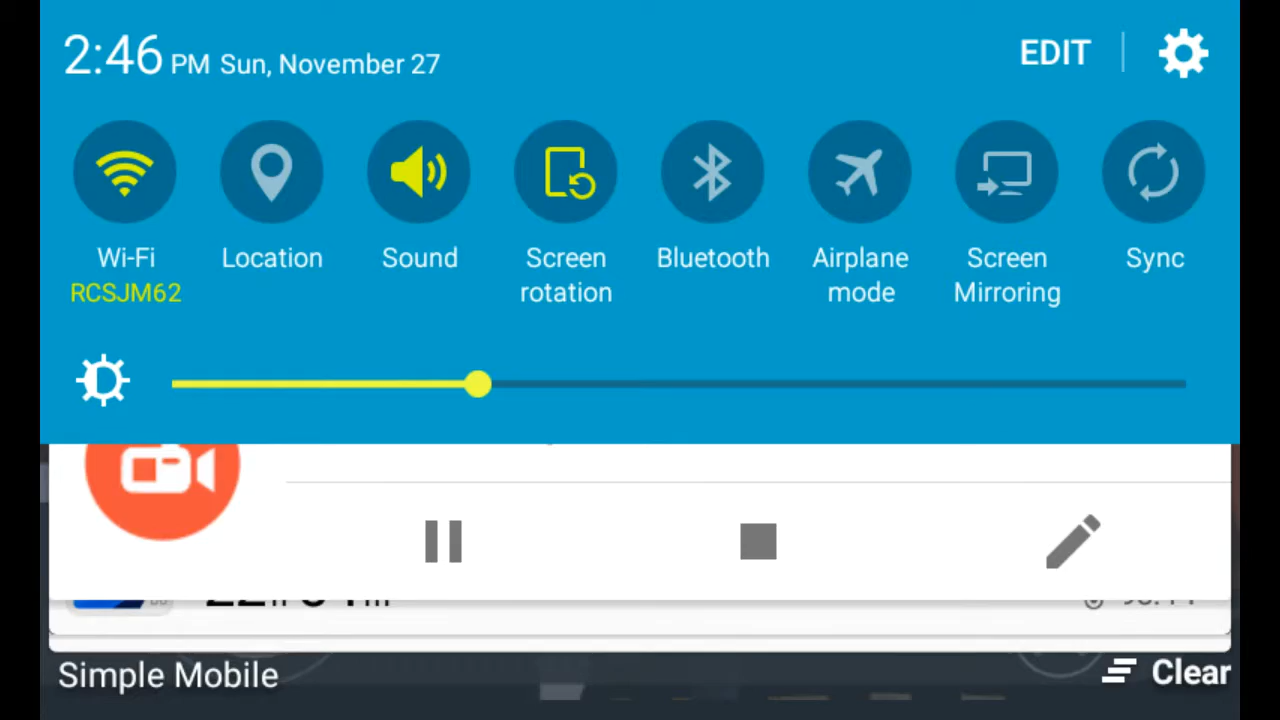 2:46 PM Sun, November 27
EDIT
Wi-Fi
RCSJM62
Location
Sound
Screen
rotation
Bluetooth
Airplane
mode
Screen
Mirroring
Sync
Simple Mobile
Clear